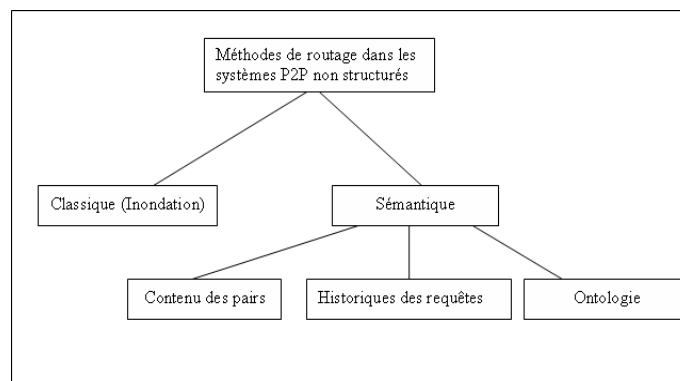 Méthodes de routage dans les
systèmes P2P non structurés
Classique (Inondation)
Sémantique
Contenu des pairs
Historiques des requêtes
Ontologie